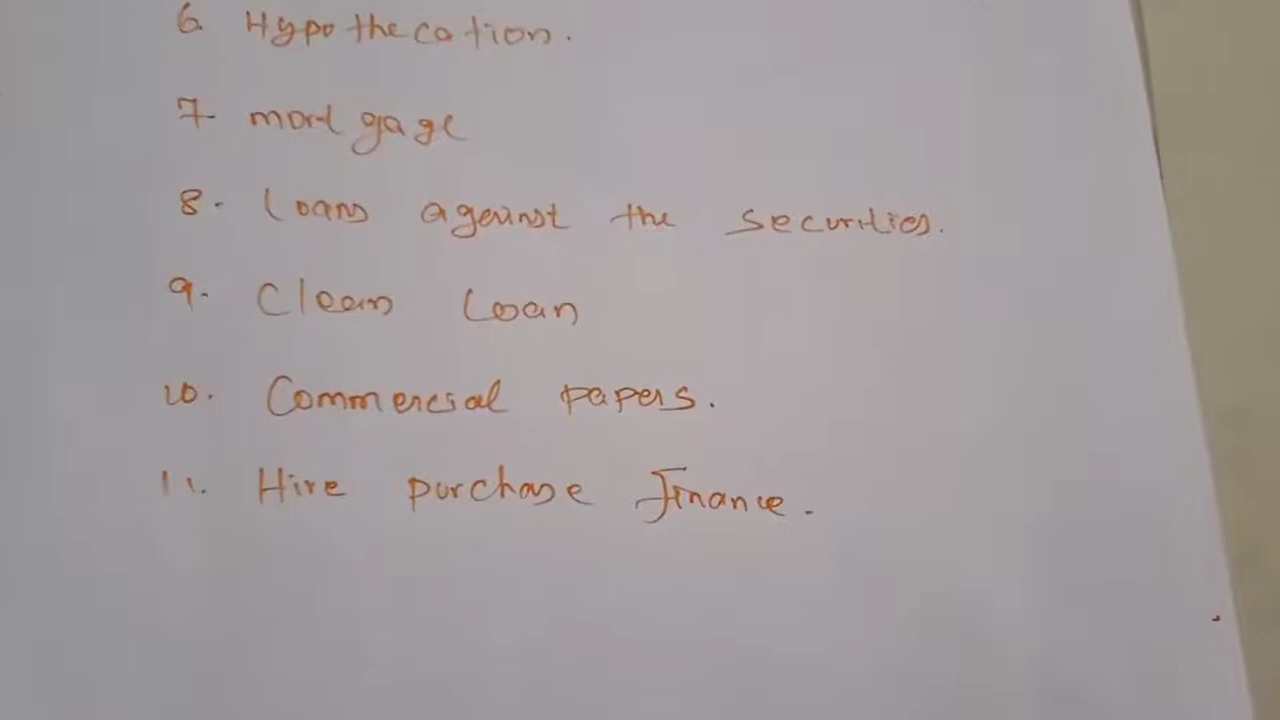 6. Hypothecation.
7. mortgage
8. Loans against the securities.
9. Clean Loan
10. Commercial papers.
11. Hire purchase Finance.